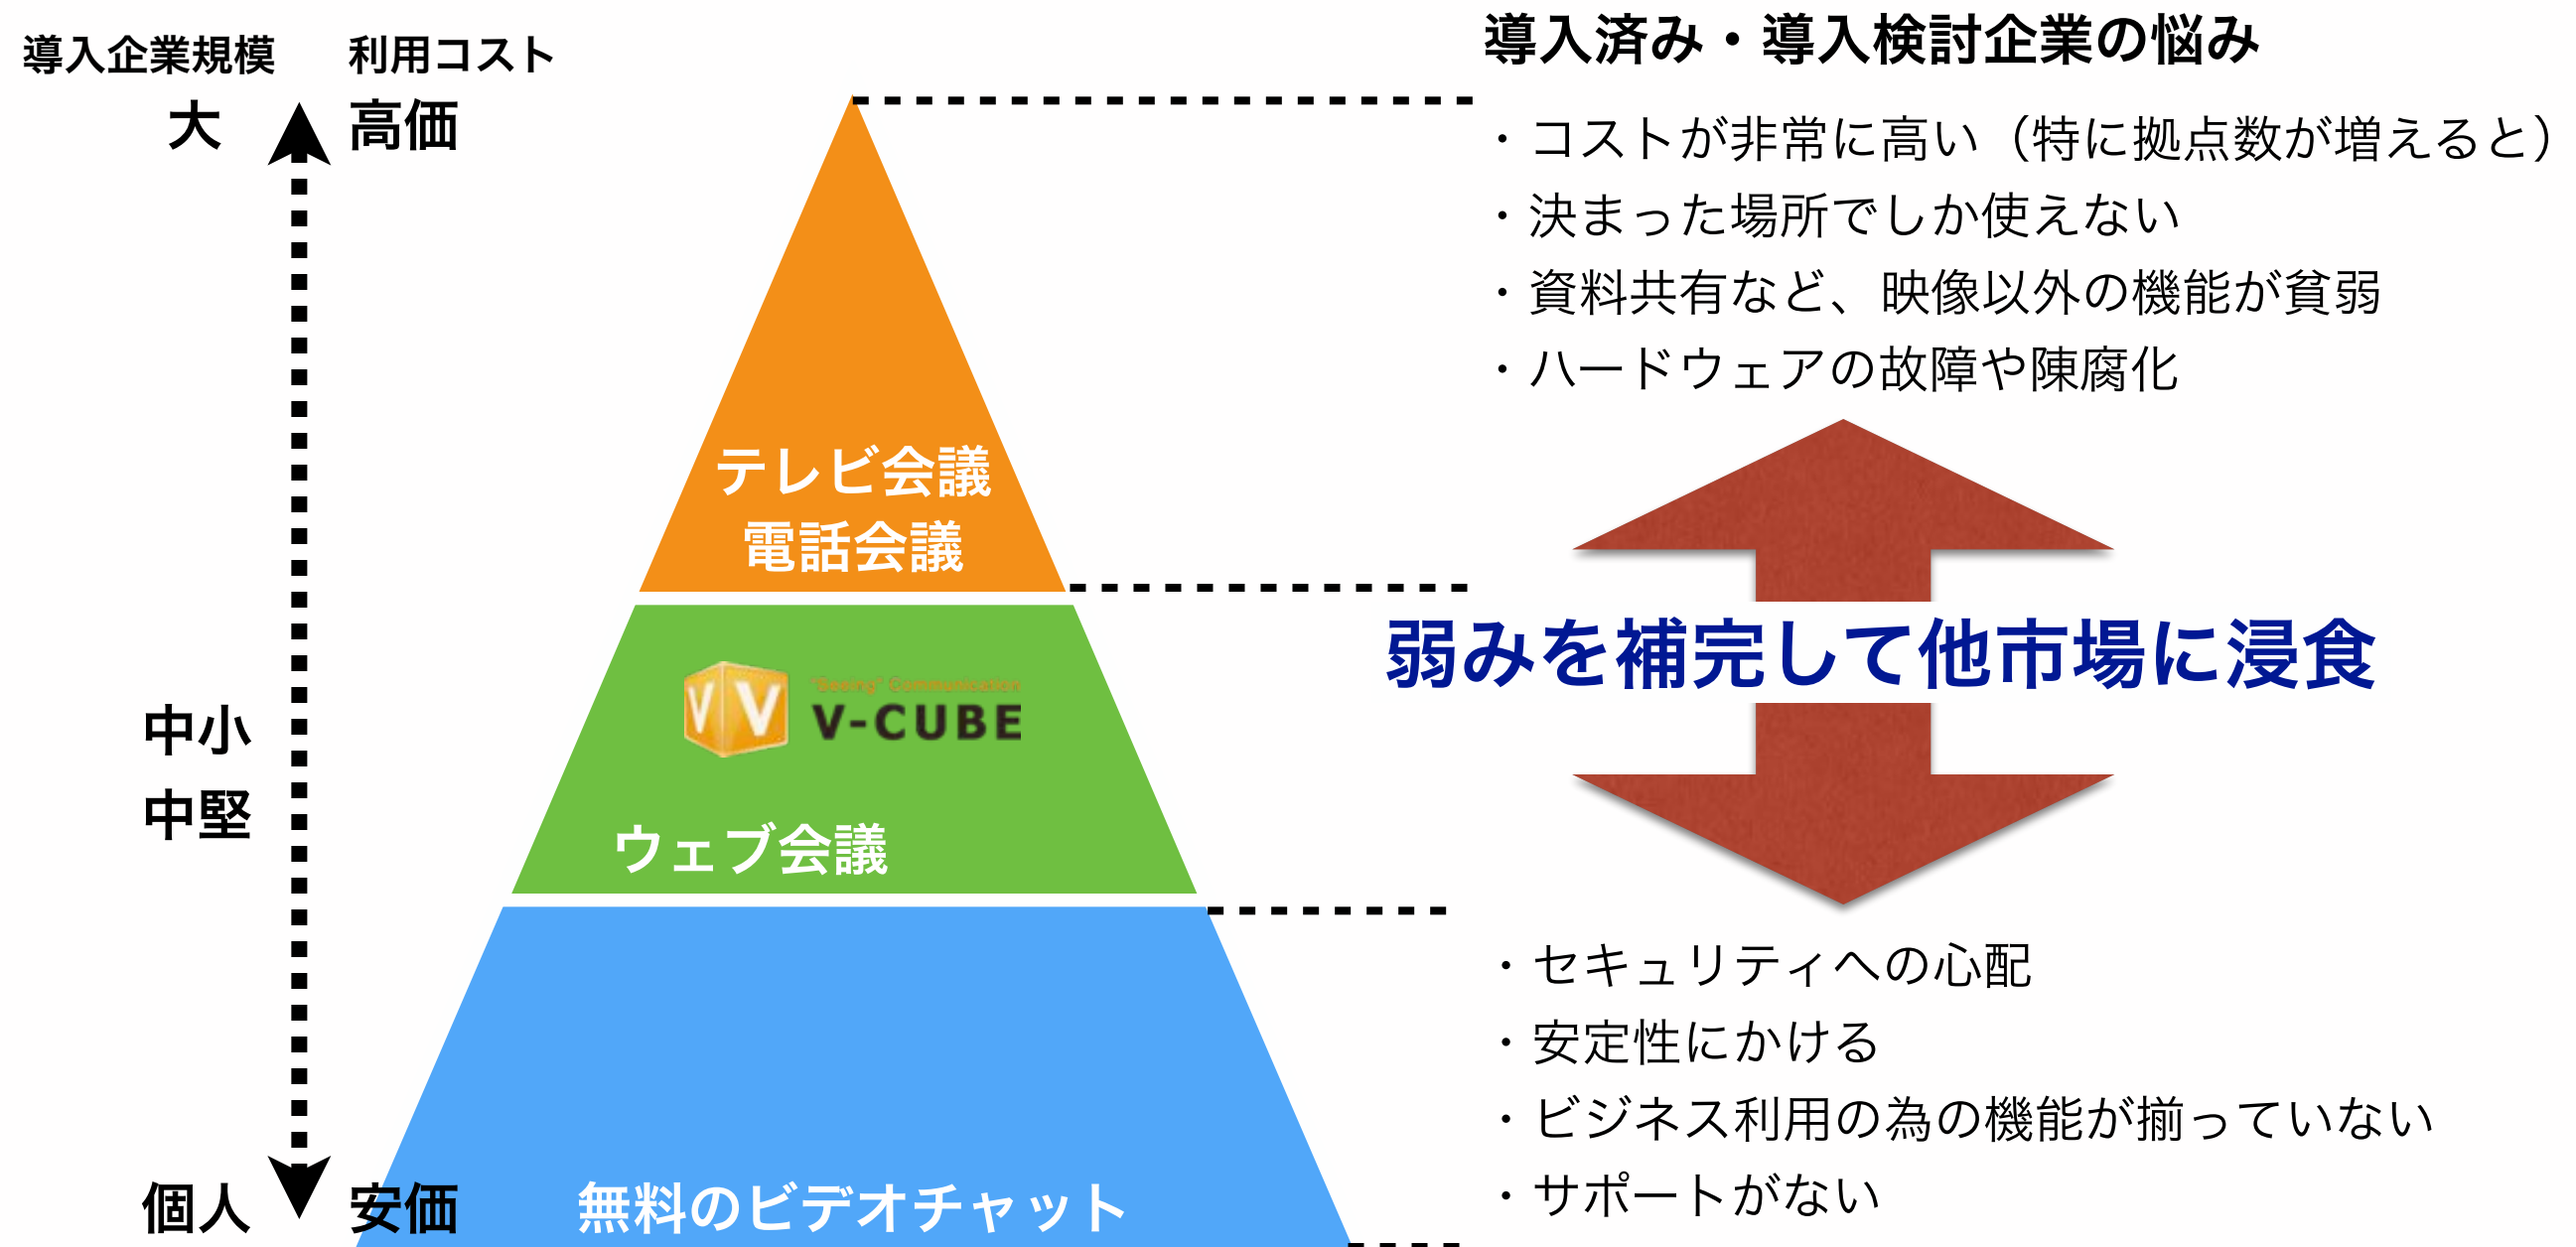 導入企業規模
利用コスト
導入済み・導入検討企業の悩み
大
高価
・コストが非常に高い（特に拠点数が増えると）
・決まった場所でしか使えない
・資料共有など、映像以外の機能が貧弱
・ハードウェアの故障や陳腐化
テレビ会議
電話会議
弱みを補完して他市場に浸食
"Seeing" Communication
V-CUBE
VV
中小
中堅
ウェブ会議
・セキュリティへの心配
・安定性にかける
・ビジネス利用の為の機能が揃っていない
・サポートがない
個人
安価
無料のビデオチャット